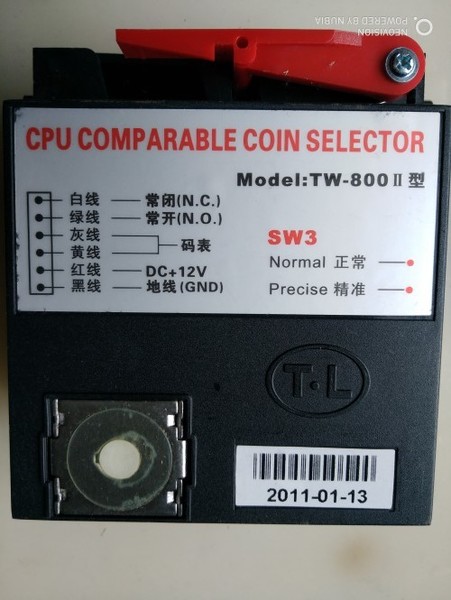 NEOVISION
POWERED BY NUBIA
CPU COMPARABLE COIN SELECTOR
Model:TW-800Ⅱ型
白线 — 常闭(N.C.)
绿线 — 常开(N.O.)
灰线
黄线
码表
红线 — DC+12V
黑线 — 地线(GND)
SW3
Normal 正常
Precise 精准
T·L
2011-01-13